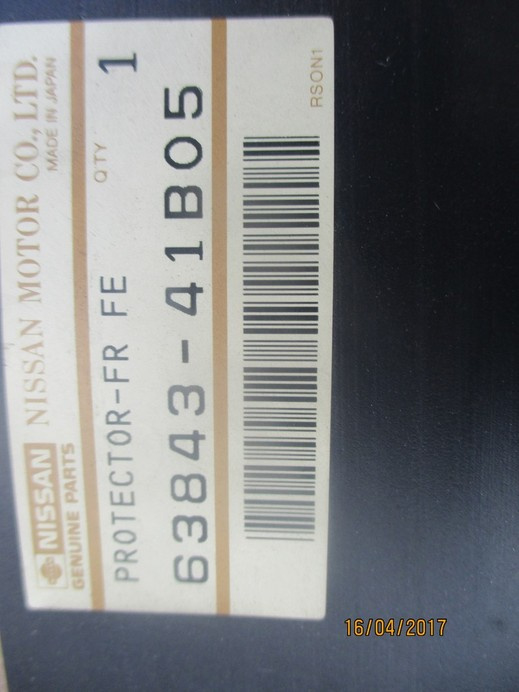 NISSAN NISSAN MOTOR CO., LTD.
GENUINE PARTS MADE IN JAPAN
PROTECTOR-FR FE QTY 1
63843-41B05
RSON1
16/04/2017